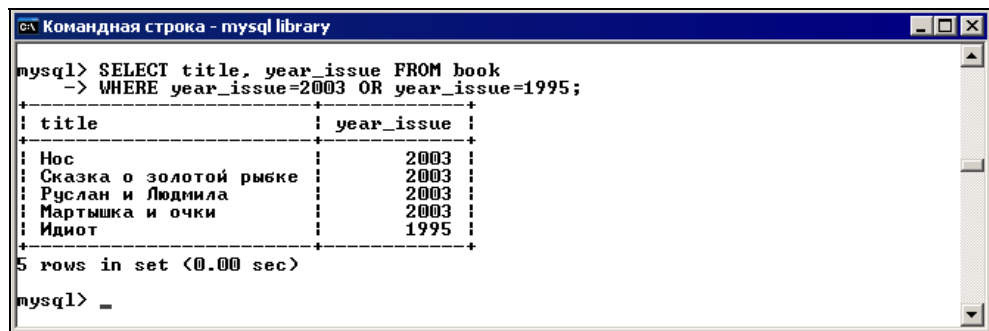 Командная строка - mysql library
mysql> SELECT title, year_issue FROM book
    -> WHERE year_issue=2003 OR year_issue=1995;
+------------------------+------------+
| title                  | year_issue |
+------------------------+------------+
| Нос                    |       2003 |
| Сказка о золотой рыбке |       2003 |
| Руслан и Людмила       |       2003 |
| Мартышка и очки        |       2003 |
| Идиот                  |       1995 |
+------------------------+------------+
5 rows in set (0.00 sec)
mysql> _